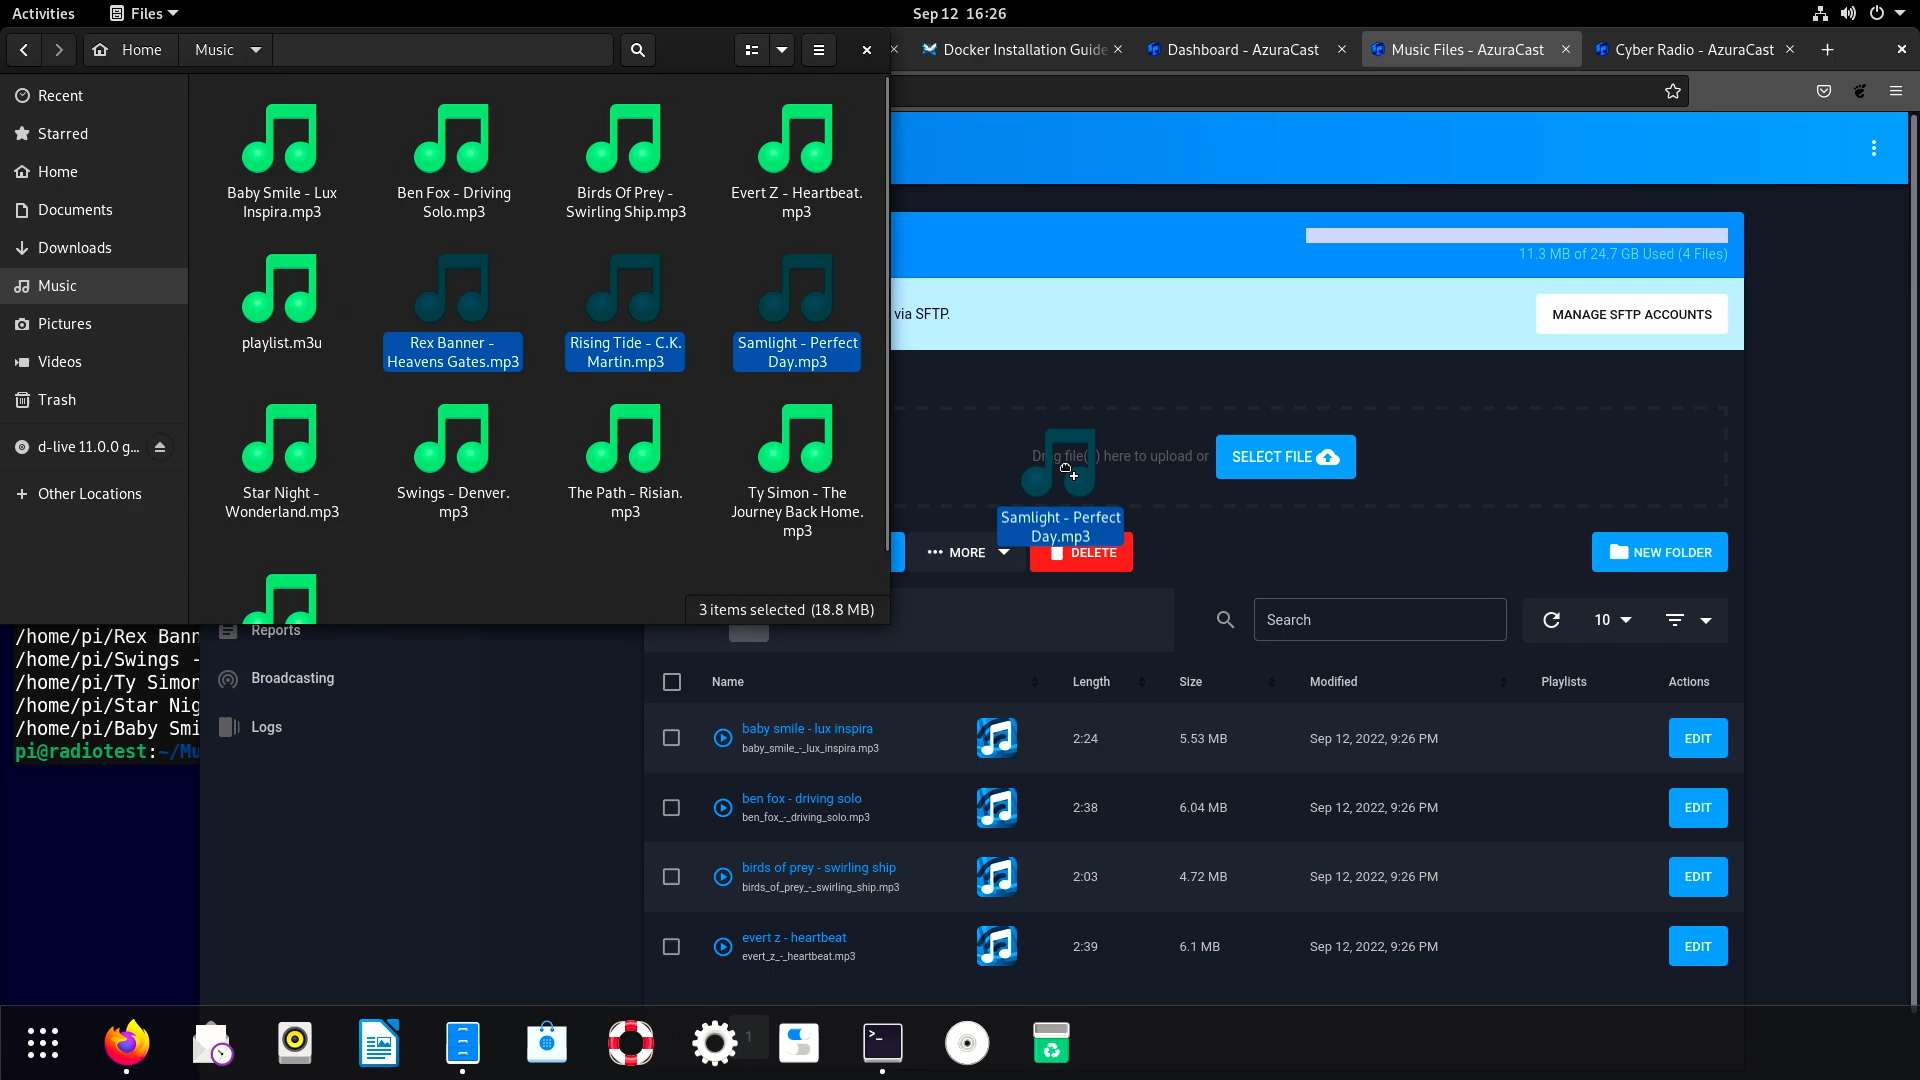 Activities
Files
Sep 12 16:26
Home
Music
Docker Installation Guide
Dashboard - AzuraCast
Music Files - AzuraCast
Cyber Radio - AzuraCast
Recent
Starred
Home
Documents
Downloads
Music
Pictures
Videos
Trash
d-live 11.0.0 g...
Other Locations
Baby Smile - Lux
Inspira.mp3
Ben Fox - Driving
Solo.mp3
Birds Of Prey -
Swirling Ship.mp3
Evert Z - Heartbeat.
mp3
playlist.m3u
Rex Banner -
Heavens Gates.mp3
Rising Tide - C.K.
Martin.mp3
Samlight - Perfect
Day.mp3
Star Night -
Wonderland.mp3
Swings - Denver.
mp3
The Path - Risian.
mp3
Ty Simon - The
Journey Back Home.
mp3
3 items selected (18.8 MB)
11.3 MB of 24.7 GB Used (4 Files)
via SFTP.
MANAGE SFTP ACCOUNTS
here to upload or
SELECT FILE
Samlight - Perfect
Day.mp3
MORE
DELETE
NEW FOLDER
Search
10
/home/pi/Rex Bann
/home/pi/Swings -
/home/pi/Ty Simon
/home/pi/Star Nig
/home/pi/Baby Smi
pi@radiotest:~/Mu
Reports
Broadcasting
Logs
Name
Length
Size
Modified
Playlists
Actions
baby smile - lux inspira
baby_smile_-_lux_inspira.mp3
2:24
5.53 MB
Sep 12, 2022, 9:26 PM
EDIT
ben fox - driving solo
ben_fox_-_driving_solo.mp3
2:38
6.04 MB
Sep 12, 2022, 9:26 PM
EDIT
birds of prey - swirling ship
birds_of_prey_-_swirling_ship.mp3
2:03
4.72 MB
Sep 12, 2022, 9:26 PM
EDIT
evert z - heartbeat
evert_z_-_heartbeat.mp3
2:39
6.1 MB
Sep 12, 2022, 9:26 PM
EDIT
1